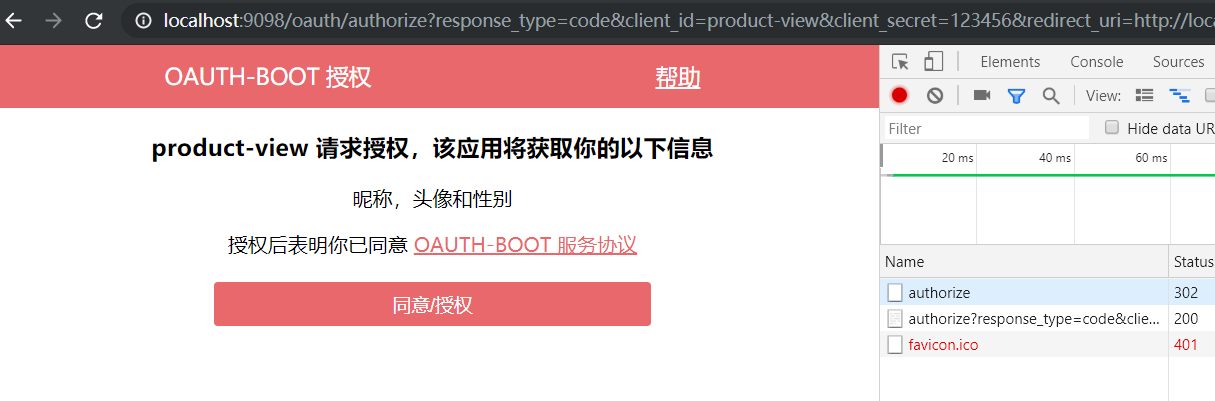 localhost:9098/oauth/authorize?response_type=code&client_id=product-view&client_secret=123456&redirect_uri=http://loca
OAUTH-BOOT 授权 帮助
product-view 请求授权，该应用将获取你的以下信息
昵称，头像和性别
授权后表明你已同意 OAUTH-BOOT 服务协议
同意/授权
Elements Console Sources
View:
Filter Hide data UR
20 ms 40 ms 60 ms
Name Status
authorize 302
authorize?response_type=code&clie... 200
favicon.ico 401